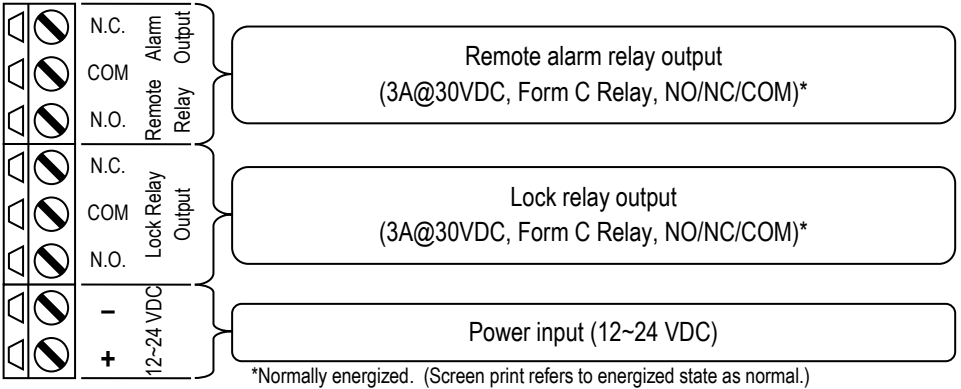 N.C.
COM
N.O.
Remote Alarm
Relay Output
Remote alarm relay output
(3A@30VDC, Form C Relay, NO/NC/COM)*
N.C.
COM
N.O.
Lock Relay
Output
Lock relay output
(3A@30VDC, Form C Relay, NO/NC/COM)*
–
+
12~24 VDC
Power input (12~24 VDC)
*Normally energized. (Screen print refers to energized state as normal.)